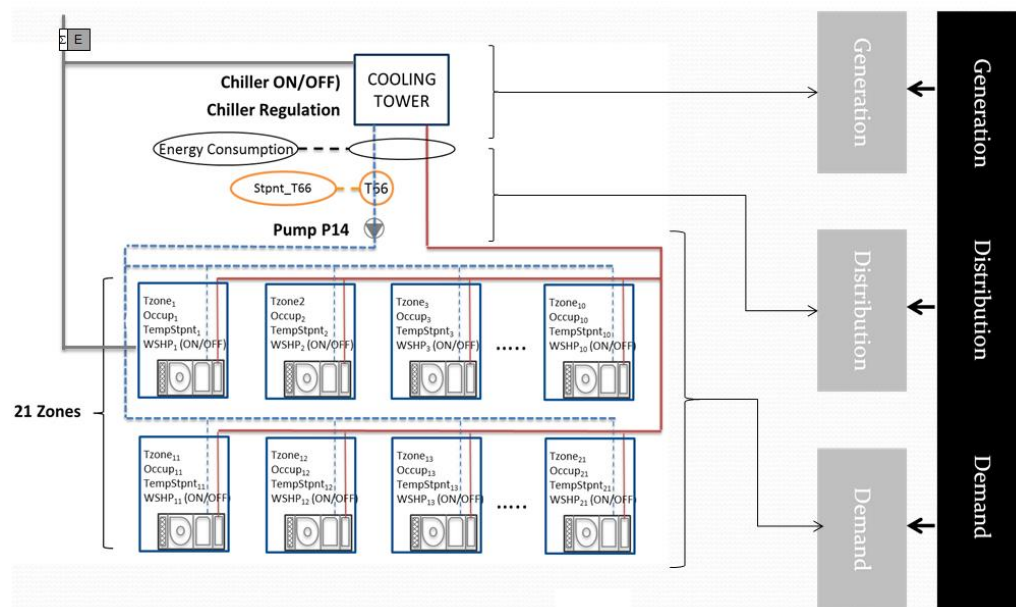 Σ E
Chiller ON/OFF)
Chiller Regulation
COOLING
TOWER
Energy Consumption
Stpnt_T66
T66
Pump P14
21 Zones
Tzone₁
Occup₁
TempStpnt₁
WSHP₁ (ON/OFF)
Tzone2
Occup₂
TempStpnt₂
WSHP₂ (ON/OFF)
Tzone₃
Occup₃
TempStpnt₃
WSHP₃ (ON/OFF)
.....
Tzone₁₀
Occup₁₀
TempStpnt₁₀
WSHP₁₀ (ON/OFF)
Tzone₁₁
Occup₁₁
TempStpnt₁₁
WSHP₁₁ (ON/OFF)
Tzone₁₂
Occup₁₂
TempStpnt₁₂
WSHP₁₂ (ON/OFF)
Tzone₁₃
Occup₁₃
TempStpnt₁₃
WSHP₁₃ (ON/OFF)
.....
Tzone₂₁
Occup₂₁
TempStpnt₂₁
WSHP₂₁ (ON/OFF)
Generation
Distribution
Demand
Generation
Distribution
Demand